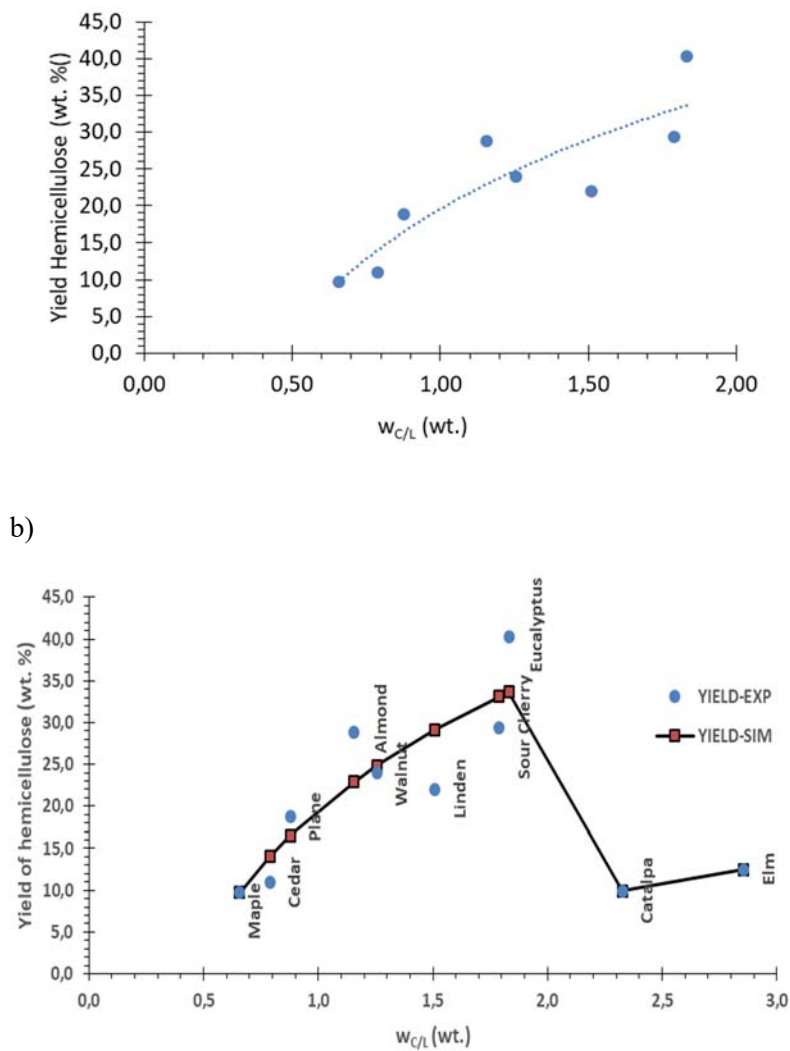 45,0
40,0
35,0
30,0
25,0
20,0
15,0
10,0
5,0
0,0
Yield Hemicellulose (wt. %()
0,00 0,50 1,00 1,50 2,00
w_C/L (wt.)
b)
45,0
40,0
35,0
30,0
25,0
20,0
15,0
10,0
5,0
0,0
Yield of hemicellulose (wt. %)
Maple
Cedar
Plane
Almond
Walnut
Linden
Sour Cherry
Eucalyptus
Catalpa
Elm
YIELD-EXP
YIELD-SIM
0,0 0,5 1,0 1,5 2,0 2,5 3,0
w_C/L (wt.)